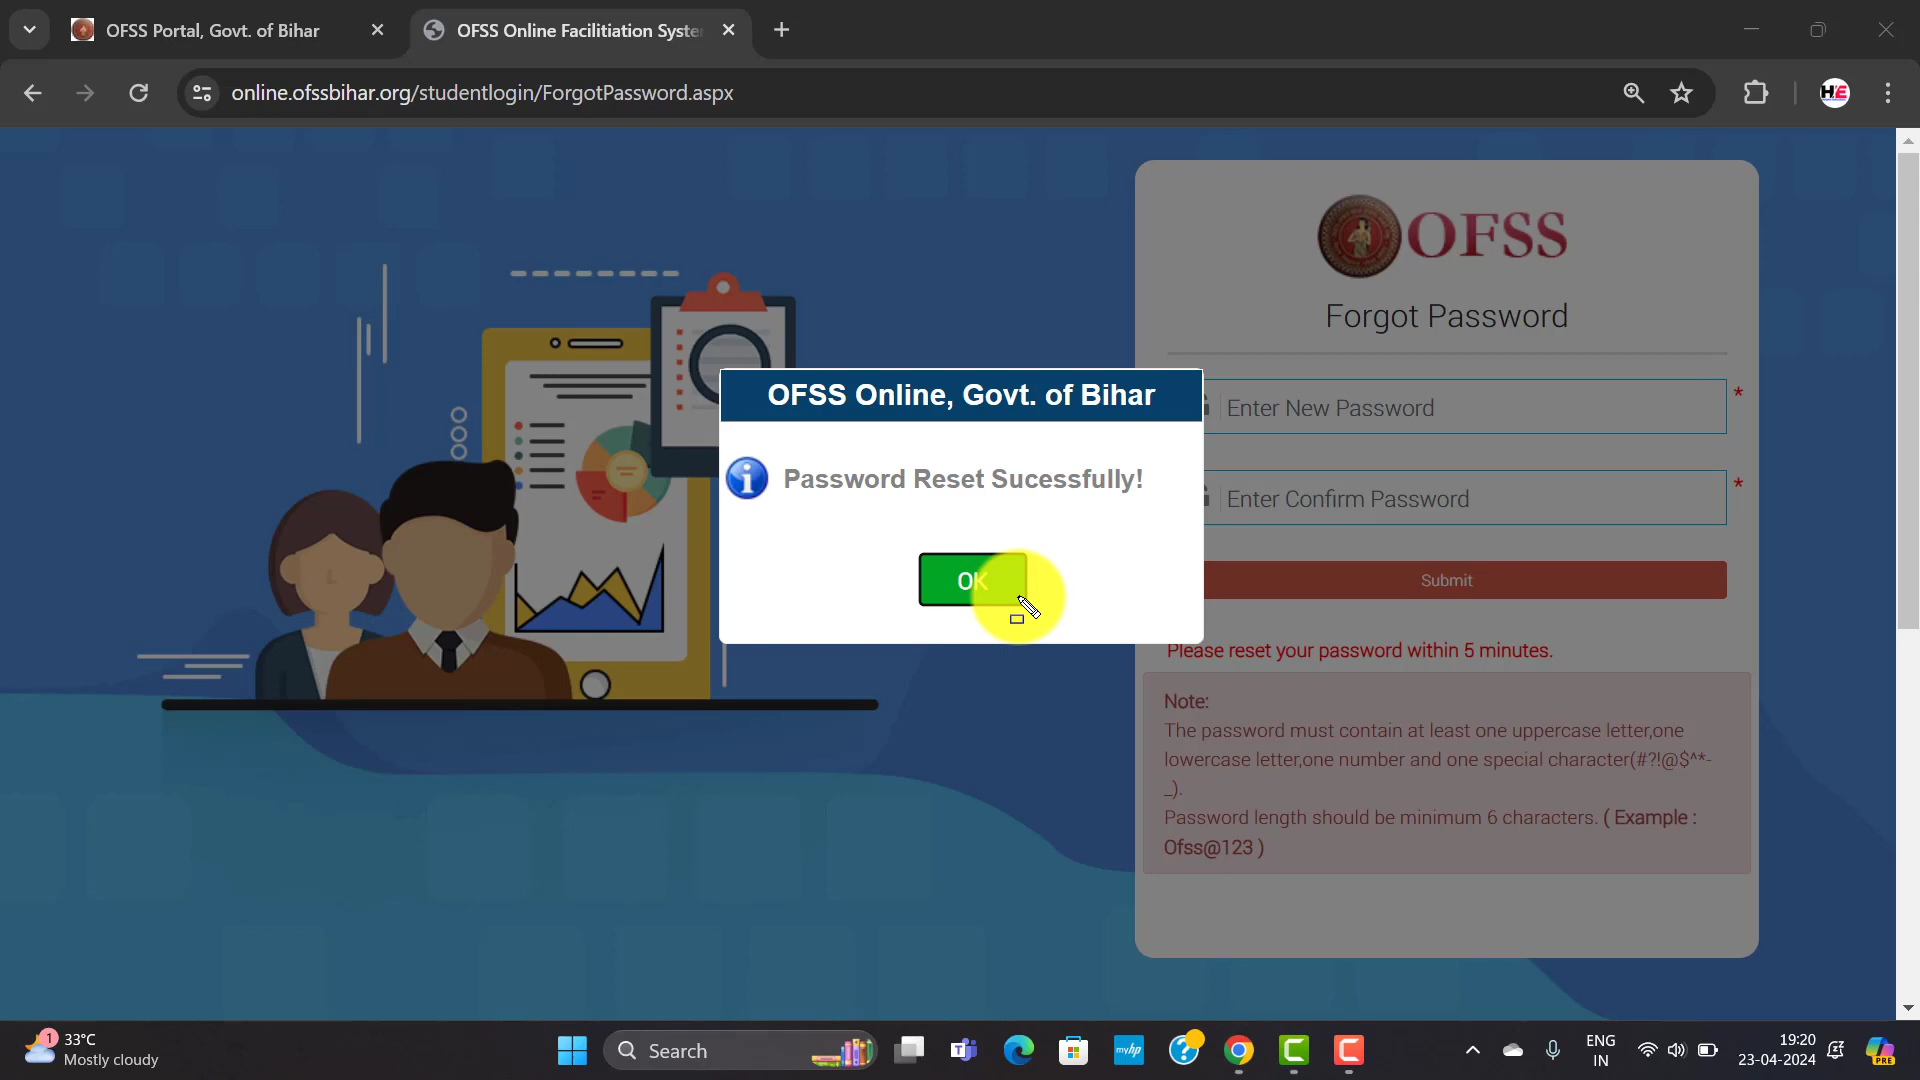 OFSS Portal, Govt. of Bihar
OFSS Online Facilitiation Syste
online.ofssbihar.org/studentlogin/ForgotPassword.aspx
OFSS
Forgot Password
OFSS Online, Govt. of Bihar
Password Reset Sucessfully!
OK
Enter New Password
*
Enter Confirm Password
*
Submit
Please reset your password within 5 minutes.
Note:
The password must contain at least one uppercase letter,one
lowercase letter,one number and one special character(#?!@$^*-
_).
Password length should be minimum 6 characters. ( Example :
Ofss@123 )
1
33°C
Mostly cloudy
Search
myhp
ENG
IN
19:20
23-04-2024
PRE